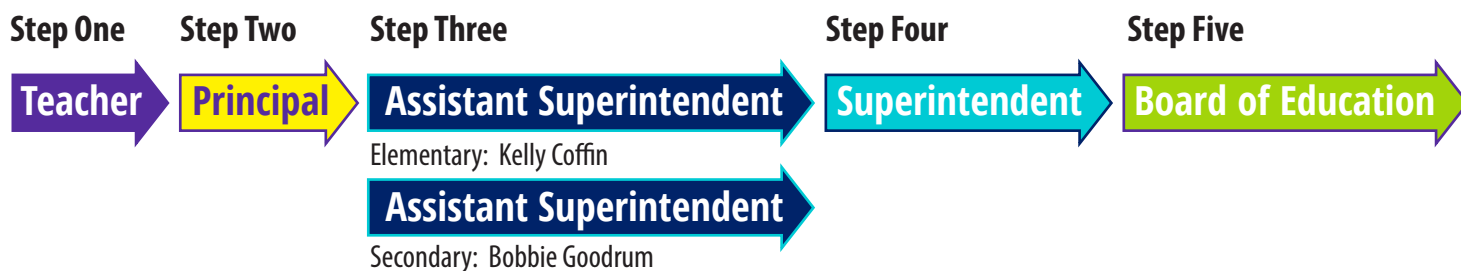 Step One Step Two Step Three Step Four Step Five
Teacher Principal Assistant Superintendent Superintendent Board of Education
Elementary: Kelly Coffin
Assistant Superintendent
Secondary: Bobbie Goodrum